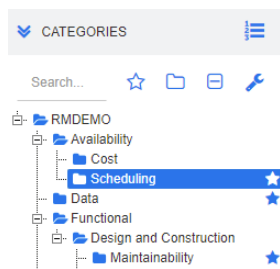 CATEGORIES
Search...
RMDEMO
Availability
Cost
Scheduling
Data
Functional
Design and Construction
Maintainability